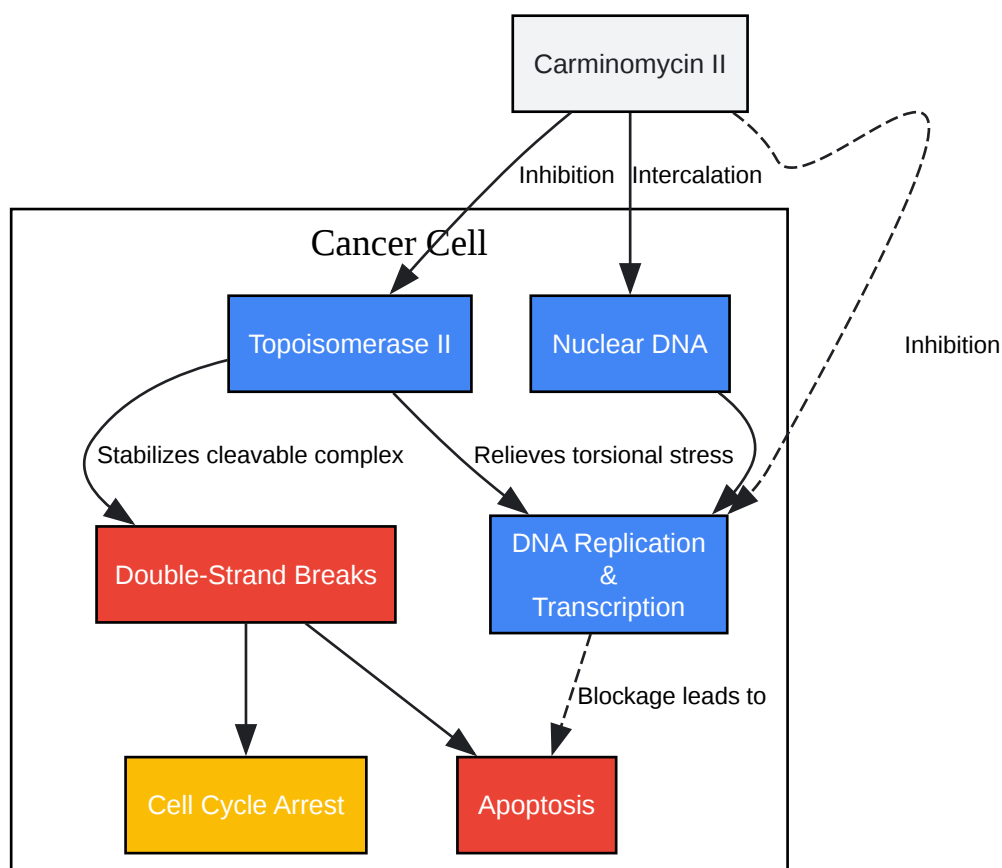 Carminomycin II
Inhibition
Intercalation
Cancer Cell
Topoisomerase II
Nuclear DNA
Inhibition
Stabilizes cleavable complex
Relieves torsional stress
Double-Strand Breaks
DNA Replication
&
Transcription
Blockage leads to
Cell Cycle Arrest
Apoptosis